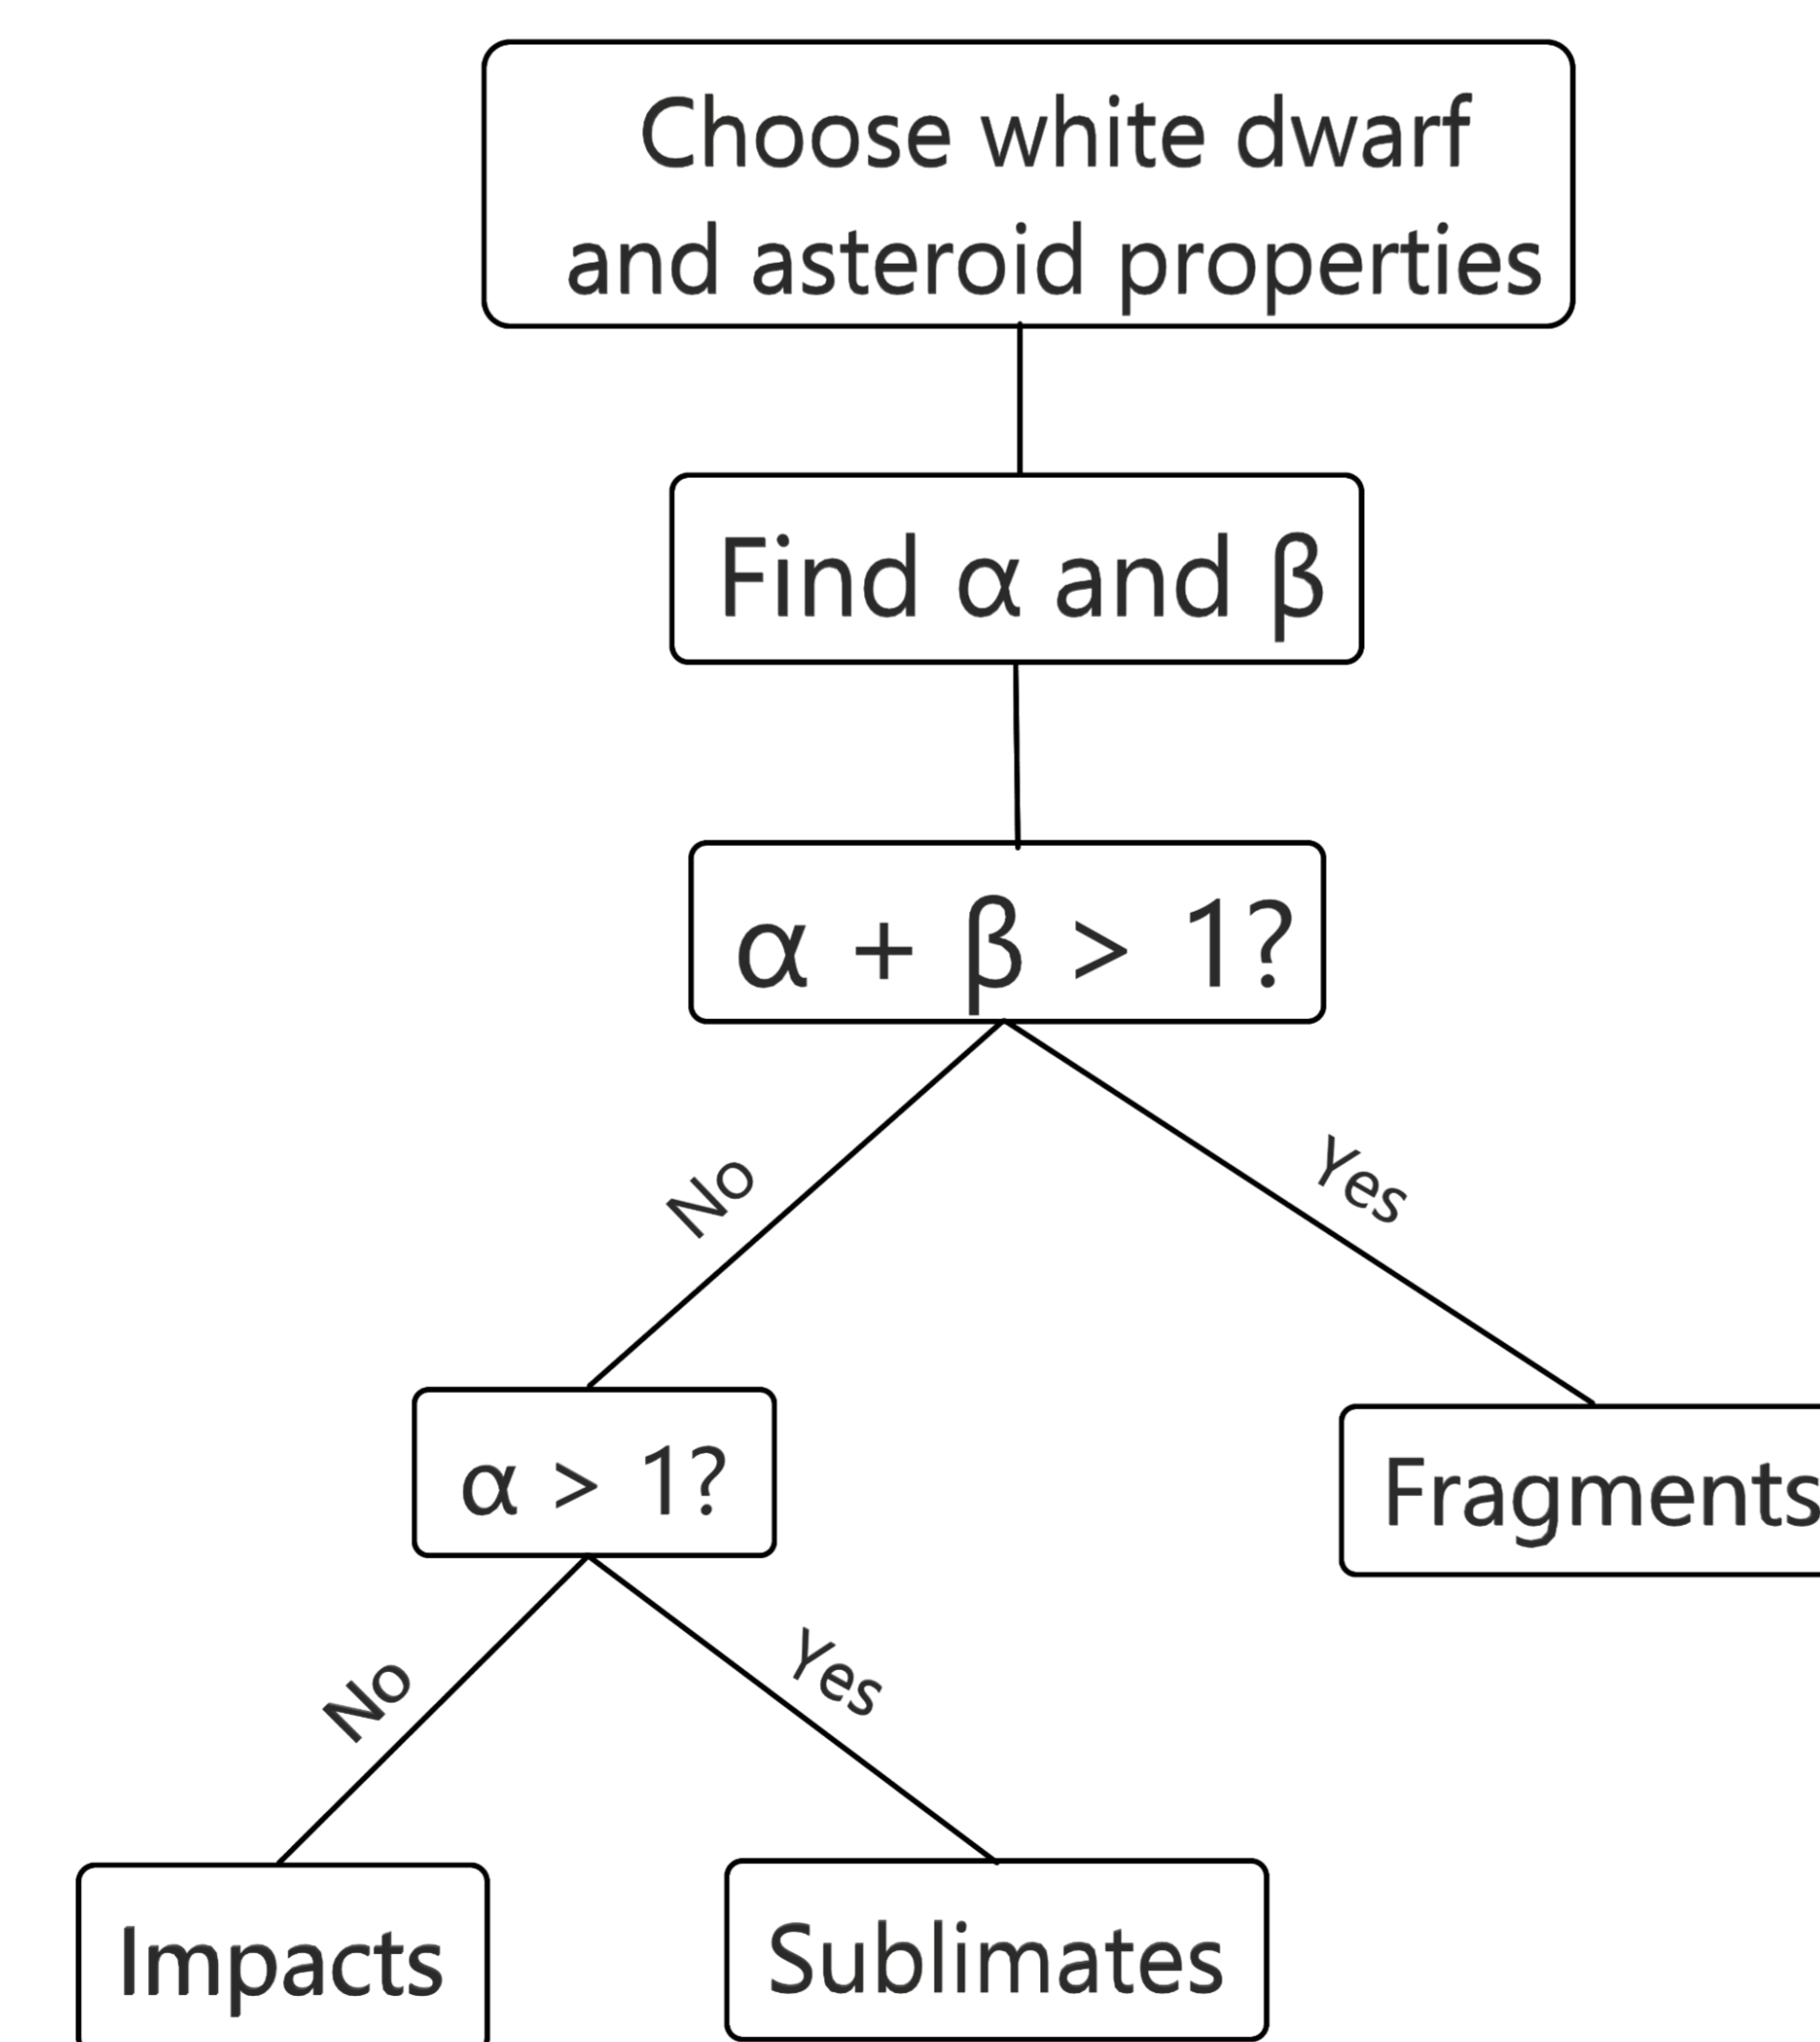 Choose white dwarf
and asteroid properties
Find α and β
α + β > 1?
No
Yes
α > 1?
Fragments
No
Yes
Impacts
Sublimates